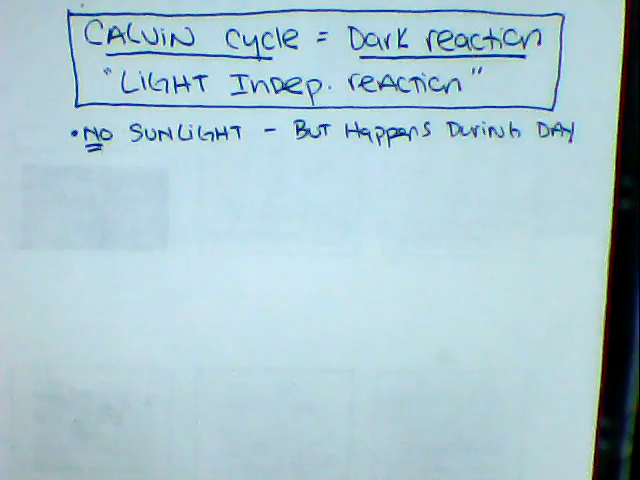 CALVIN cycle = Dark reaction
"LIGHT Indep. reaction"
• NO SUNLIGHT – BUT Happens During DAY